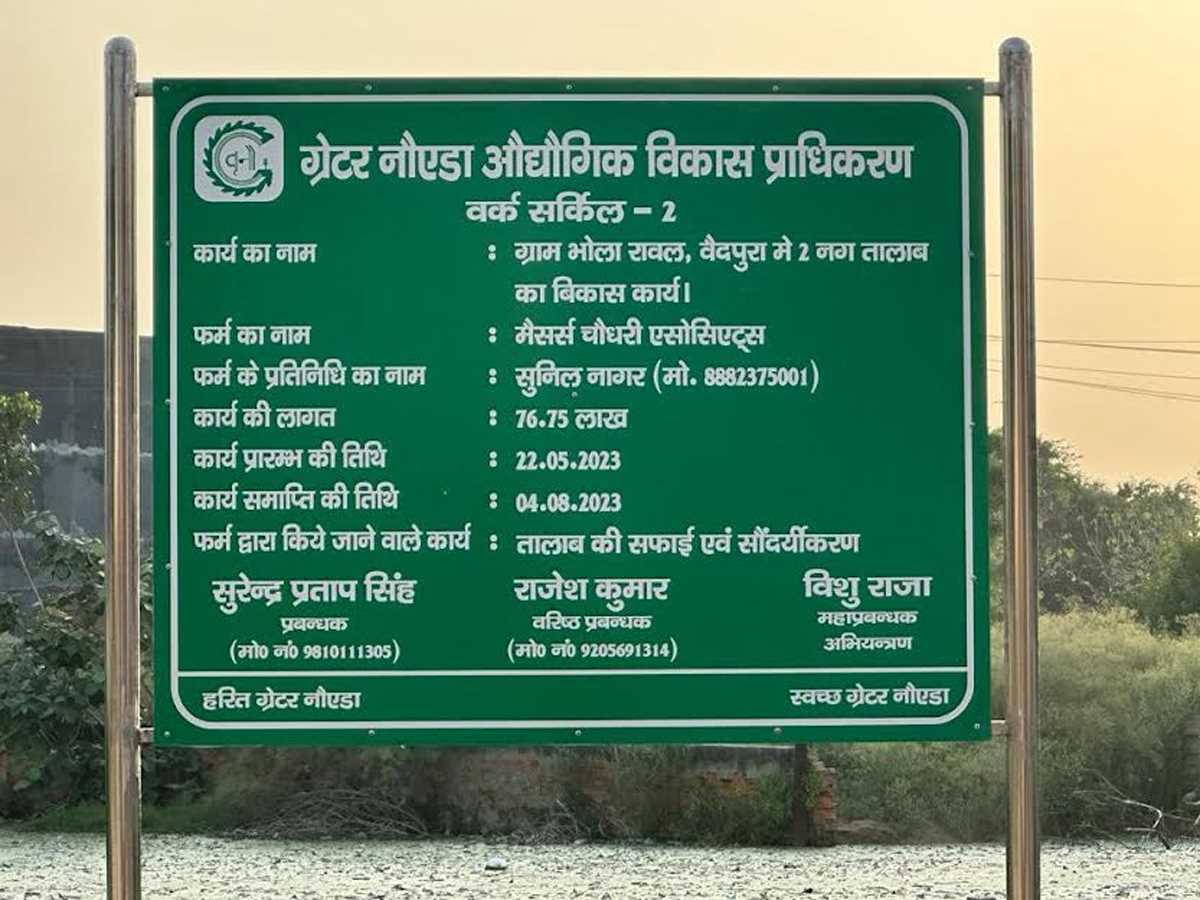 ग्रेटर नौएडा औद्यौगिक विकास प्राधिकरण
वर्क सर्किल – 2
कार्य का नाम : ग्राम भोला रावल, वैदपुरा मे 2 नग तालाब
का बिकास कार्य।
फर्म का नाम : मैसर्स चौधरी एसोसिएट्स
फर्म के प्रतिनिधि का नाम : सुनिल नागर (मो. 8882375001)
कार्य की लागत : 76.75 लाख
कार्य प्रारम्भ की तिथि : 22.05.2023
कार्य समाप्ति की तिथि : 04.08.2023
फर्म द्वारा किये जाने वाले कार्य : तालाब की सफाई एवं सौंदर्यीकरण
सुरेन्द्र प्रताप सिंह राजेश कुमार विशु राजा
प्रबन्धक वरिष्ठ प्रबन्धक महाप्रबन्धक
(मो0 नं0 9810111305) (मो0 नं0 9205691314) अभियन्त्रण
हरित ग्रेटर नौएडा स्वच्छ ग्रेटर नौएडा